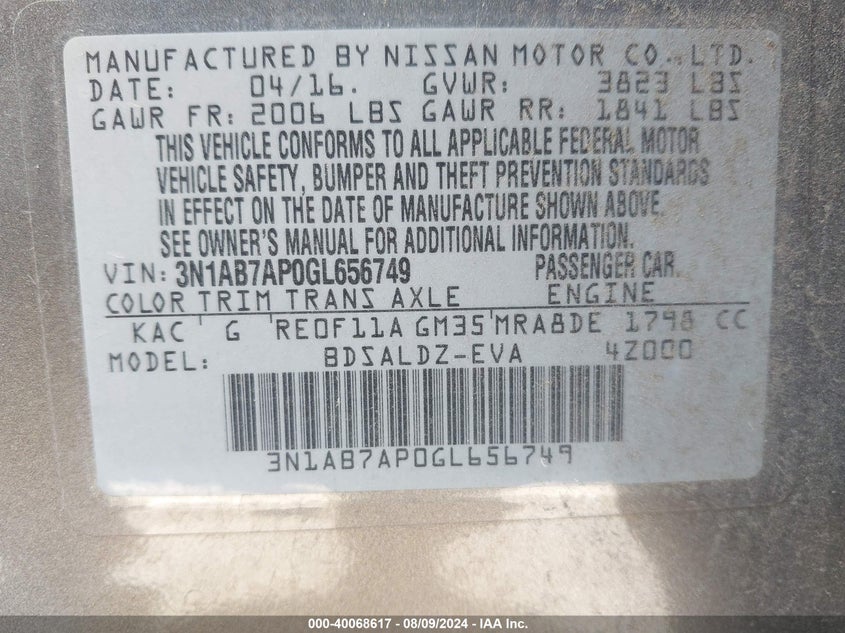 MANUFACTURED BY NISSAN MOTOR CO., LTD.
DATE: 04/16. GVWR: 3823 LBS
GAWR FR: 2006 LBS GAWR RR: 1841 LBS
THIS VEHICLE CONFORMS TO ALL APPLICABLE FEDERAL MOTOR
VEHICLE SAFETY, BUMPER AND THEFT PREVENTION STANDARDS
IN EFFECT ON THE DATE OF MANUFACTURE SHOWN ABOVE.
SEE OWNER'S MANUAL FOR ADDITIONAL INFORMATION.
VIN: 3N1AB7AP0GL656749 PASSENGER CAR.
COLOR TRIM TRANS AXLE ENGINE
KAC G RE0F11A GM35 MRA8DE 1798 CC
MODEL: BDSALDZ-EVA 4Z000
3N1AB7AP0GL656749
000-40068617 - 08/09/2024 - IAA Inc.